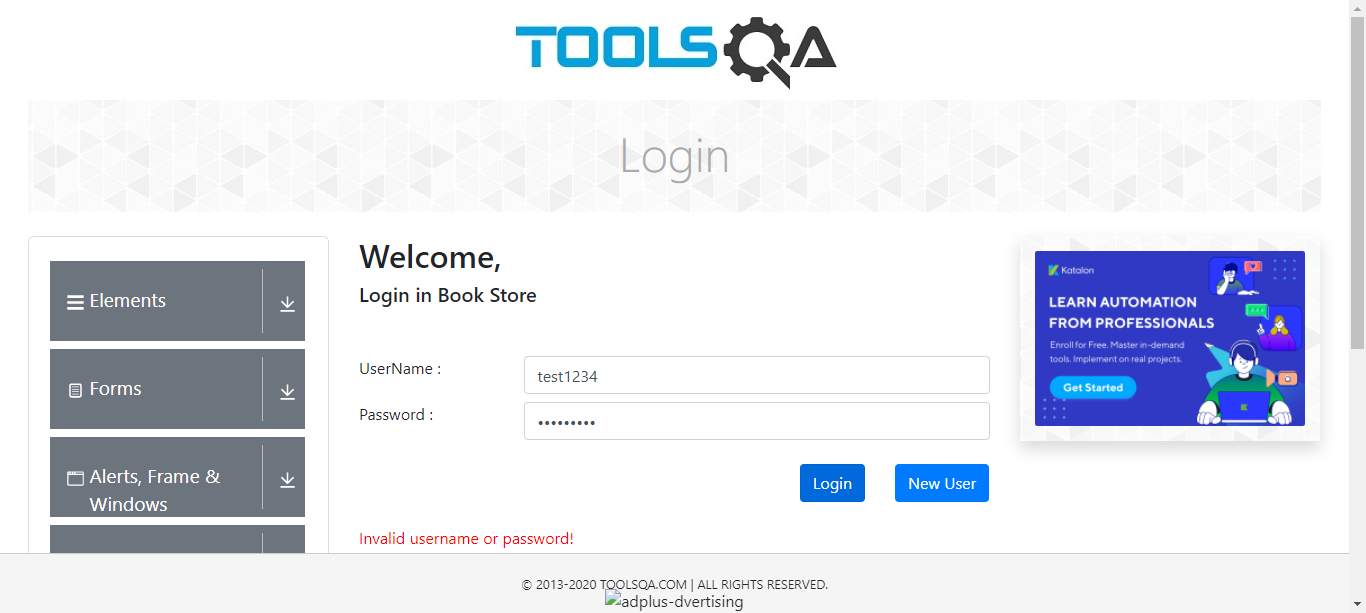 TOOLSQA
Login
Elements
Forms
Alerts, Frame &
Windows
Welcome,
Login in Book Store
UserName :
test1234
Password :
•••••••••
Login
New User
Invalid username or password!
Katalon
LEARN AUTOMATION
FROM PROFESSIONALS
Enroll for Free. Master in-demand
tools. Implement on real projects.
Get Started
© 2013-2020 TOOLSQA.COM | ALL RIGHTS RESERVED.
adplus-dvertising